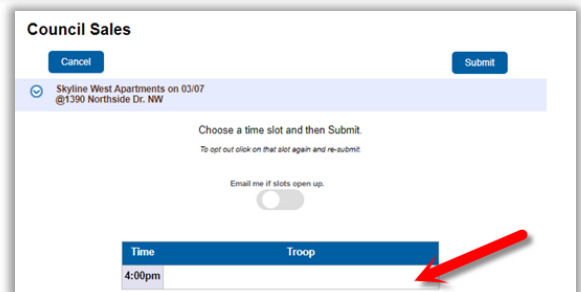 Council Sales
Cancel
Submit
Skyline West Apartments on 03/07
@1390 Northside Dr. NW
Choose a time slot and then Submit.
To opt out click on that slot again and re-submit.
Email me if slots open up.
Time Troop
4:00pm